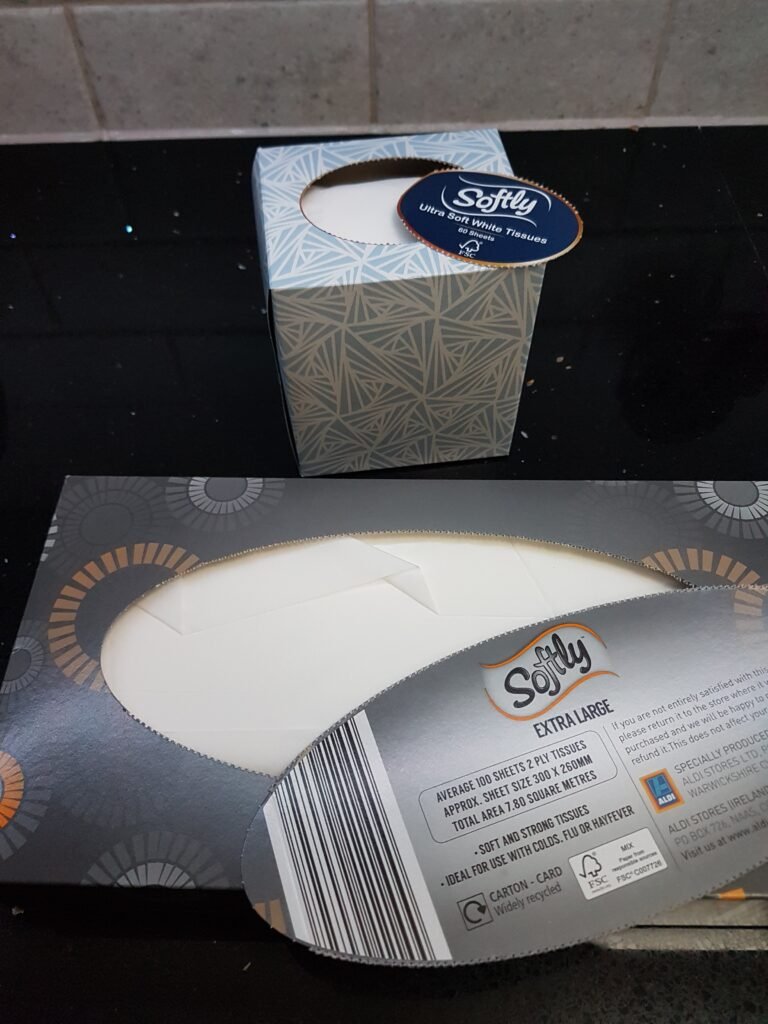 Softly
Ultra Soft White Tissues
60 Sheets
FSC
Softly
EXTRA LARGE
AVERAGE 100 SHEETS 2 PLY TISSUES
APPROX. SHEET SIZE 300 X 260MM
TOTAL AREA 7.80 SQUARE METRES
• SOFT AND STRONG TISSUES
• IDEAL FOR USE WITH COLDS, FLU OR HAYFEVER
CARTON - CARD
Widely recycled
FSC
MIX
Paper from
responsible sources
FSC® C007726
If you are not entirely satisfied with this
please return it to the store where it
purchased and we will be happy to
refund it. This does not affect your
ALDI
SPECIALLY PRODUCED
ALDI STORES LTD. P
WARWICKSHIRE
ALDI STORES (IRELAND
PO BOX 726, NAAS,
Visit us at www.aldi